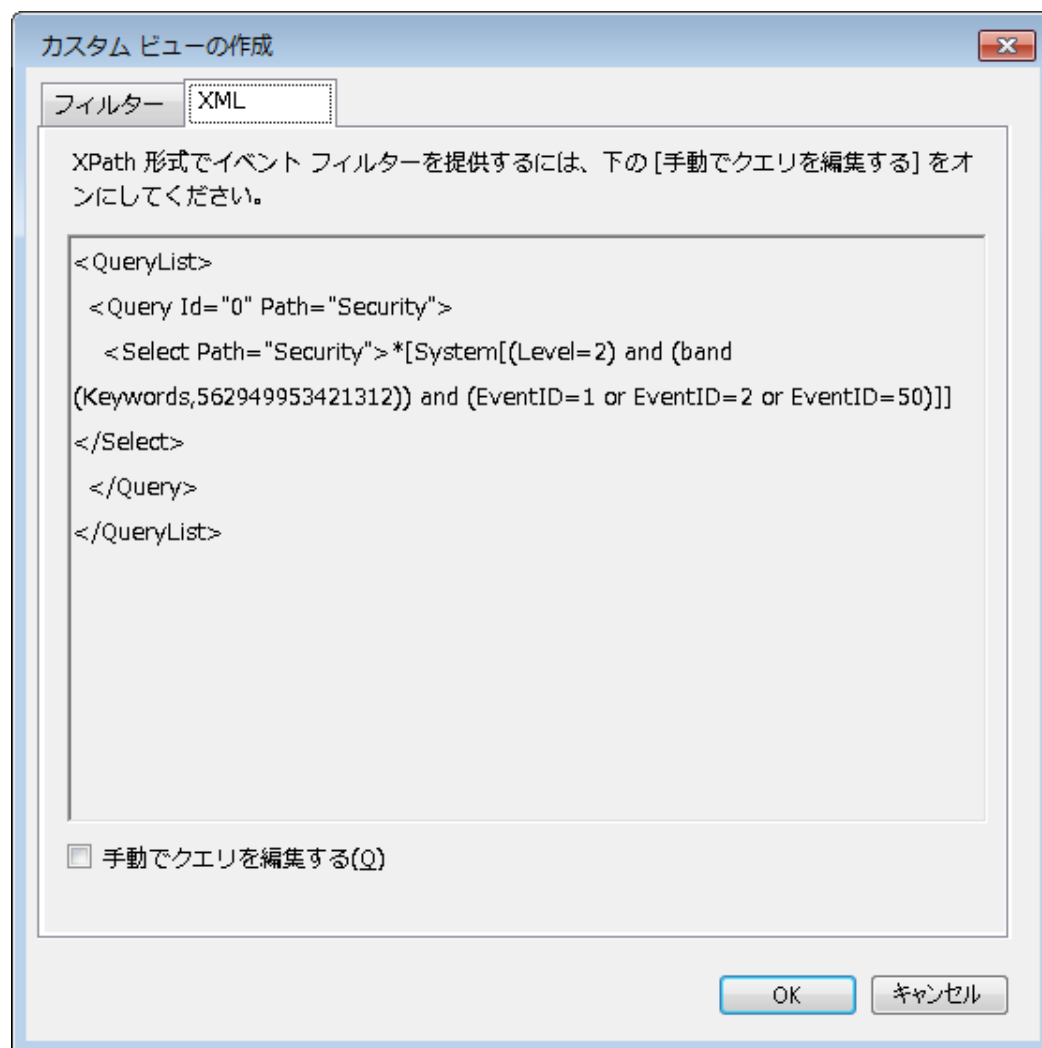 カスタム ビューの作成
フィルター XML
XPath 形式でイベント フィルターを提供するには、下の [手動でクエリを編集する] をオ
ンにしてください。
<QueryList>
<Query Id="0" Path="Security">
<Select Path="Security">*[System[(Level=2) and (band
(Keywords,562949953421312)) and (EventID=1 or EventID=2 or EventID=50)]]
</Select>
</Query>
</QueryList>
手動でクエリを編集する(Q)
OK キャンセル